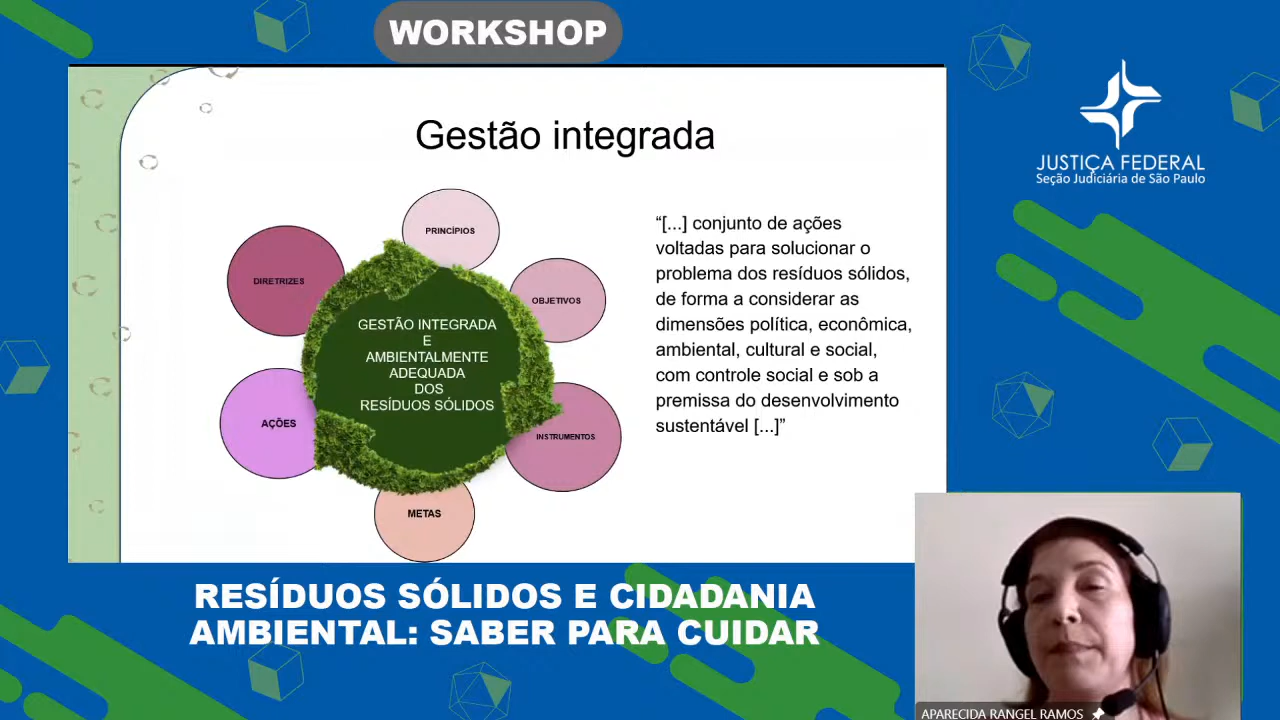 WORKSHOP
JUSTIÇA FEDERAL
Seção Judiciária de São Paulo
Gestão integrada
PRINCÍPIOS
DIRETRIZES
OBJETIVOS
GESTÃO INTEGRADA
E
AMBIENTALMENTE
ADEQUADA
DOS
RESÍDUOS SÓLIDOS
AÇÕES
INSTRUMENTOS
METAS
“[...] conjunto de ações
voltadas para solucionar o
problema dos resíduos sólidos,
de forma a considerar as
dimensões política, econômica,
ambiental, cultural e social,
com controle social e sob a
premissa do desenvolvimento
sustentável [...]”
RESÍDUOS SÓLIDOS E CIDADANIA
AMBIENTAL: SABER PARA CUIDAR
APARECIDA RANGEL RAMOS